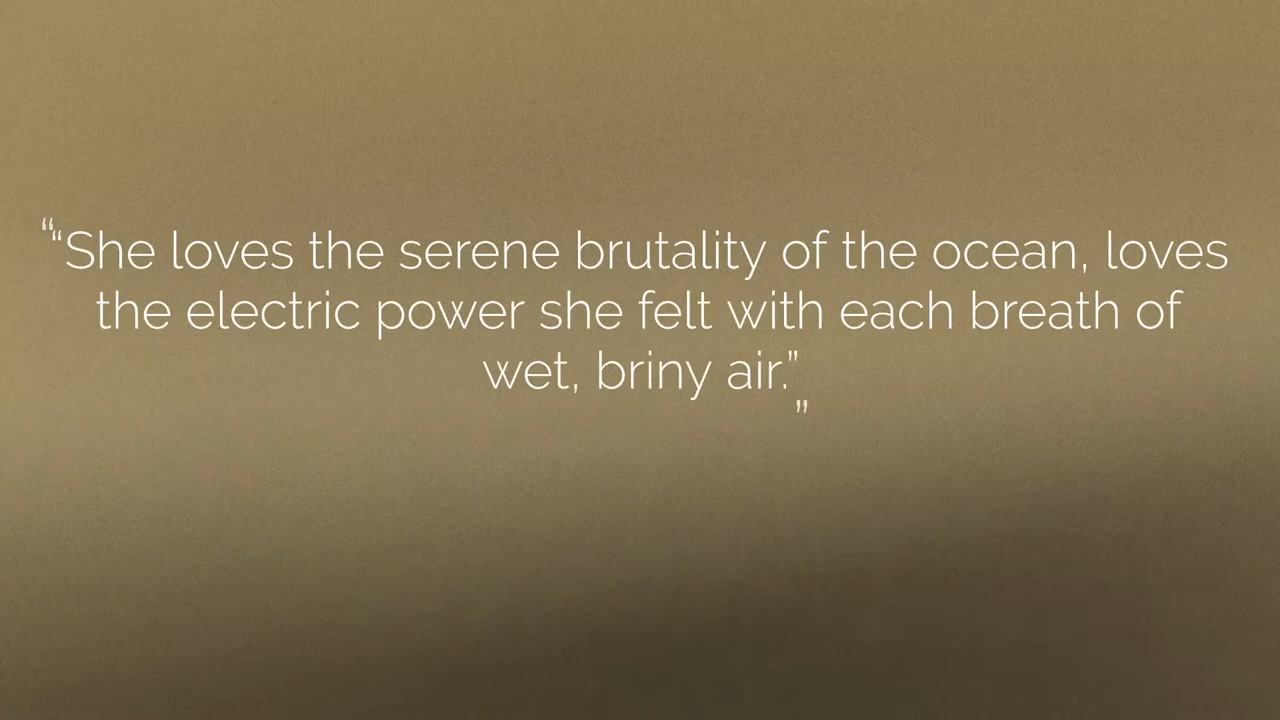 ““She loves the serene brutality of the ocean, loves
the electric power she felt with each breath of
wet, briny air.”
”